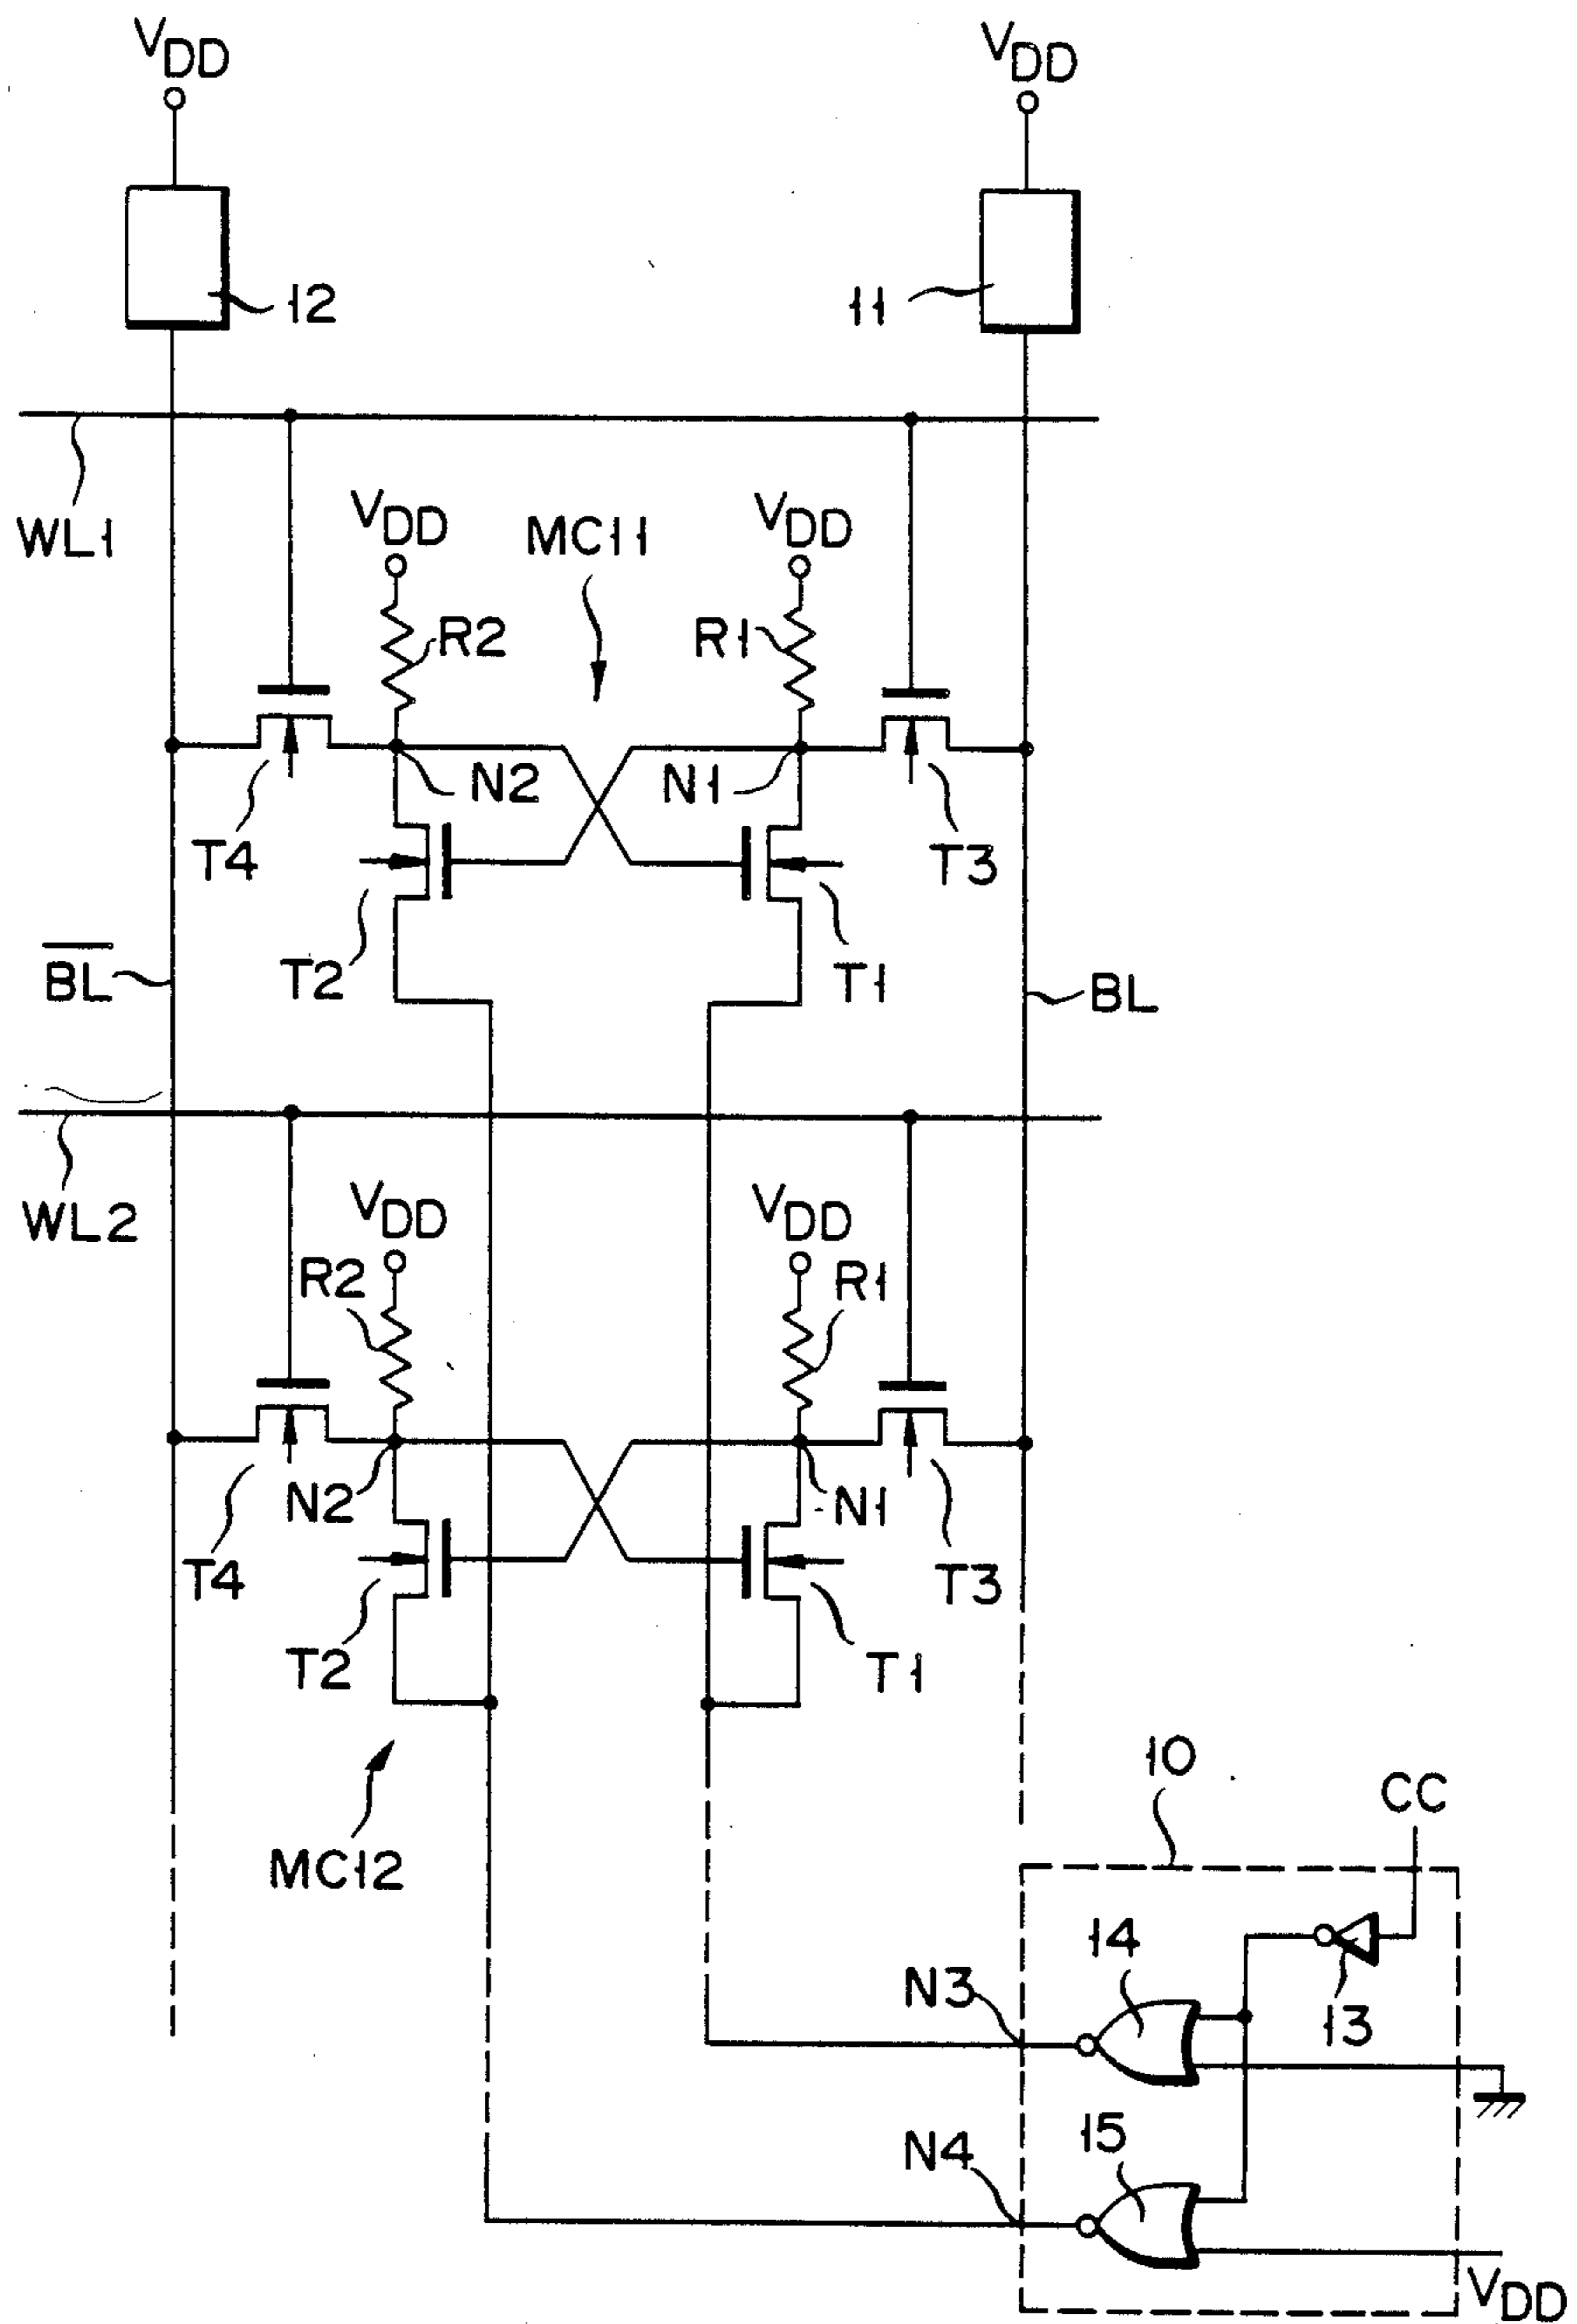 VDD VDD
12 11
WL1
VDD MC11 VDD
R2 R1
N2 N1
T4 T3
T2 T1
BL BL
WL2
VDD VDD
R2 R1
N2 N1
T4 T3
T2 T1
MC12
10 CC
14
13
N3
15
N4
VDD